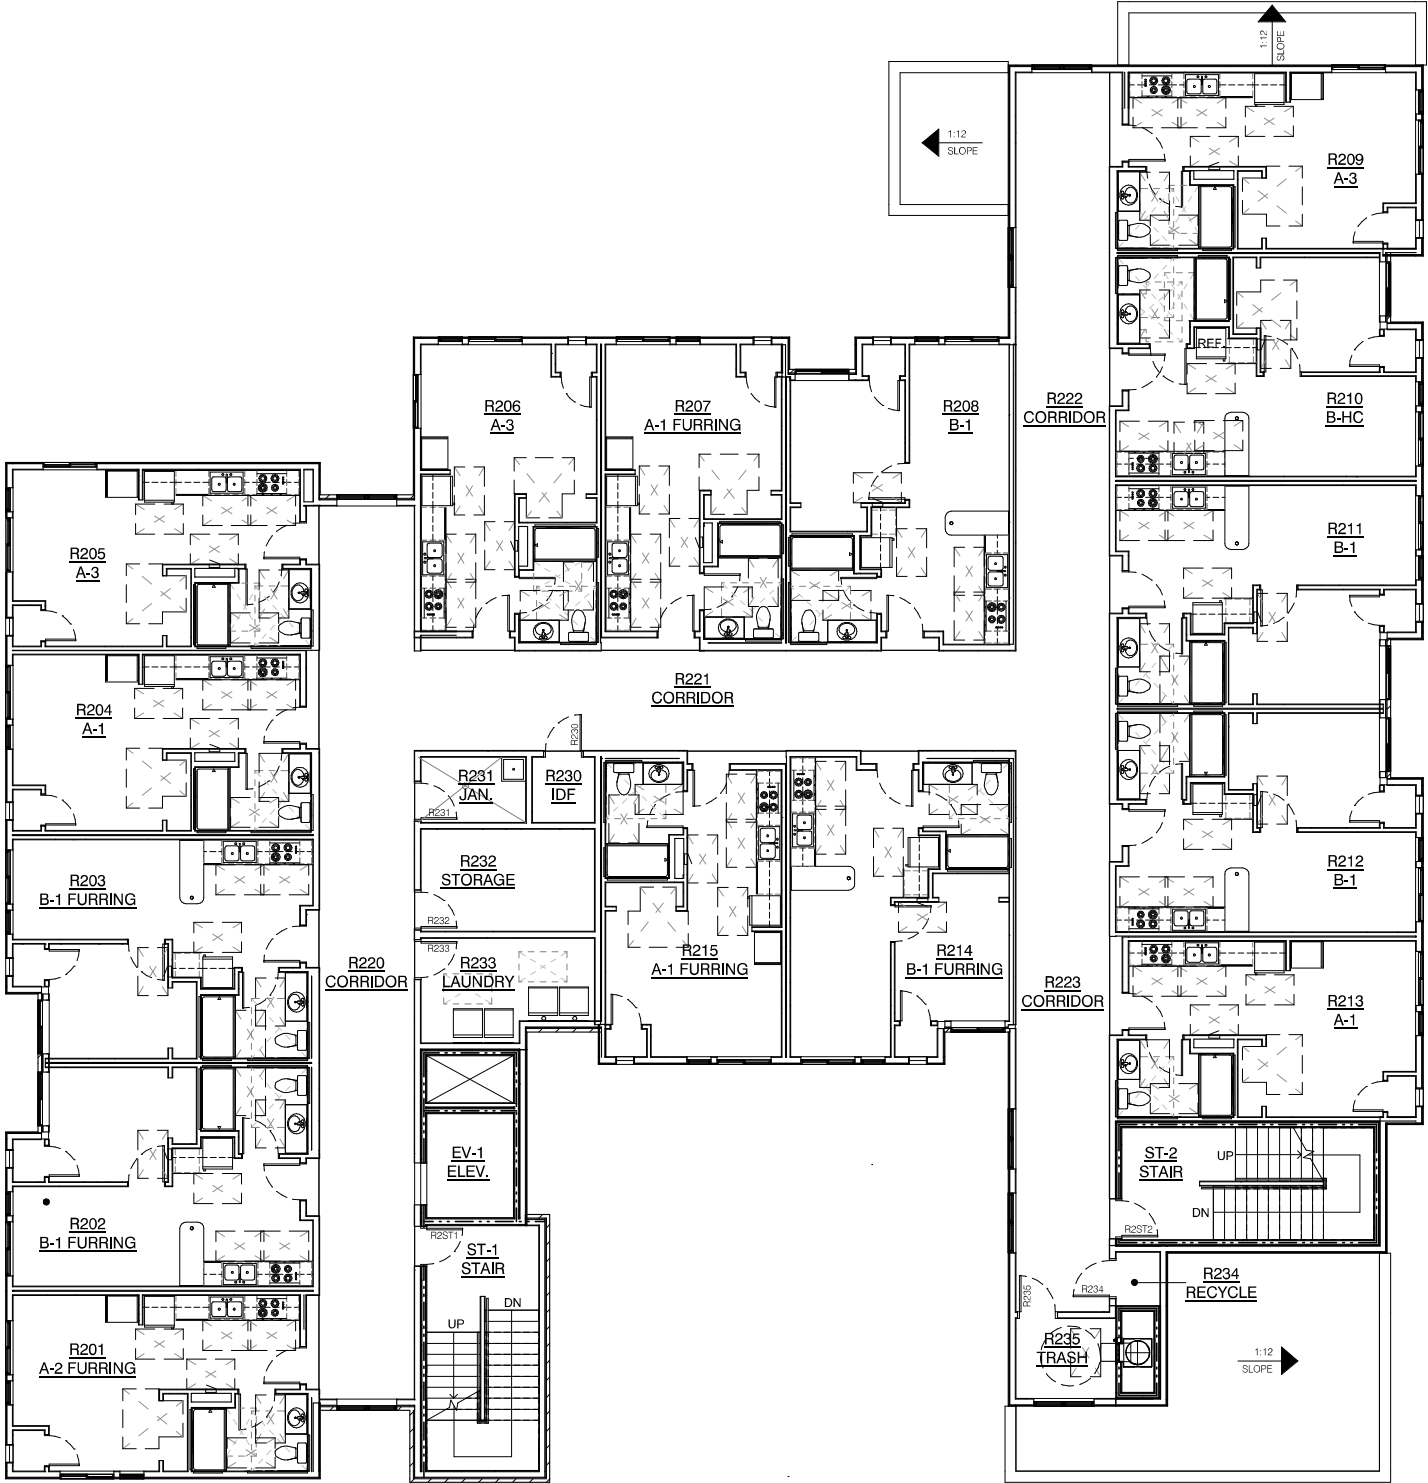 1:12
SLOPE
1:12
SLOPE
R209
A-3
REF.
R206
A-3
R207
A-1 FURRING
R208
B-1
R222
CORRIDOR
R210
B-HC
R205
A-3
R211
B-1
R204
A-1
R221
CORRIDOR
R230
R231
JAN.
R231
R230
IDF
R203
B-1 FURRING
R232
STORAGE
R232
R212
B-1
R220
CORRIDOR
R233
R233
LAUNDRY
R215
A-1 FURRING
R214
B-1 FURRING
R223
CORRIDOR
R213
A-1
EV-1
ELEV.
ST-2
STAIR
UP
DN
R2ST2
R202
B-1 FURRING
R2ST1
ST-1
STAIR
UP
DN
R235
R234
R234
RECYCLE
R201
A-2 FURRING
R235
TRASH
1:12
SLOPE